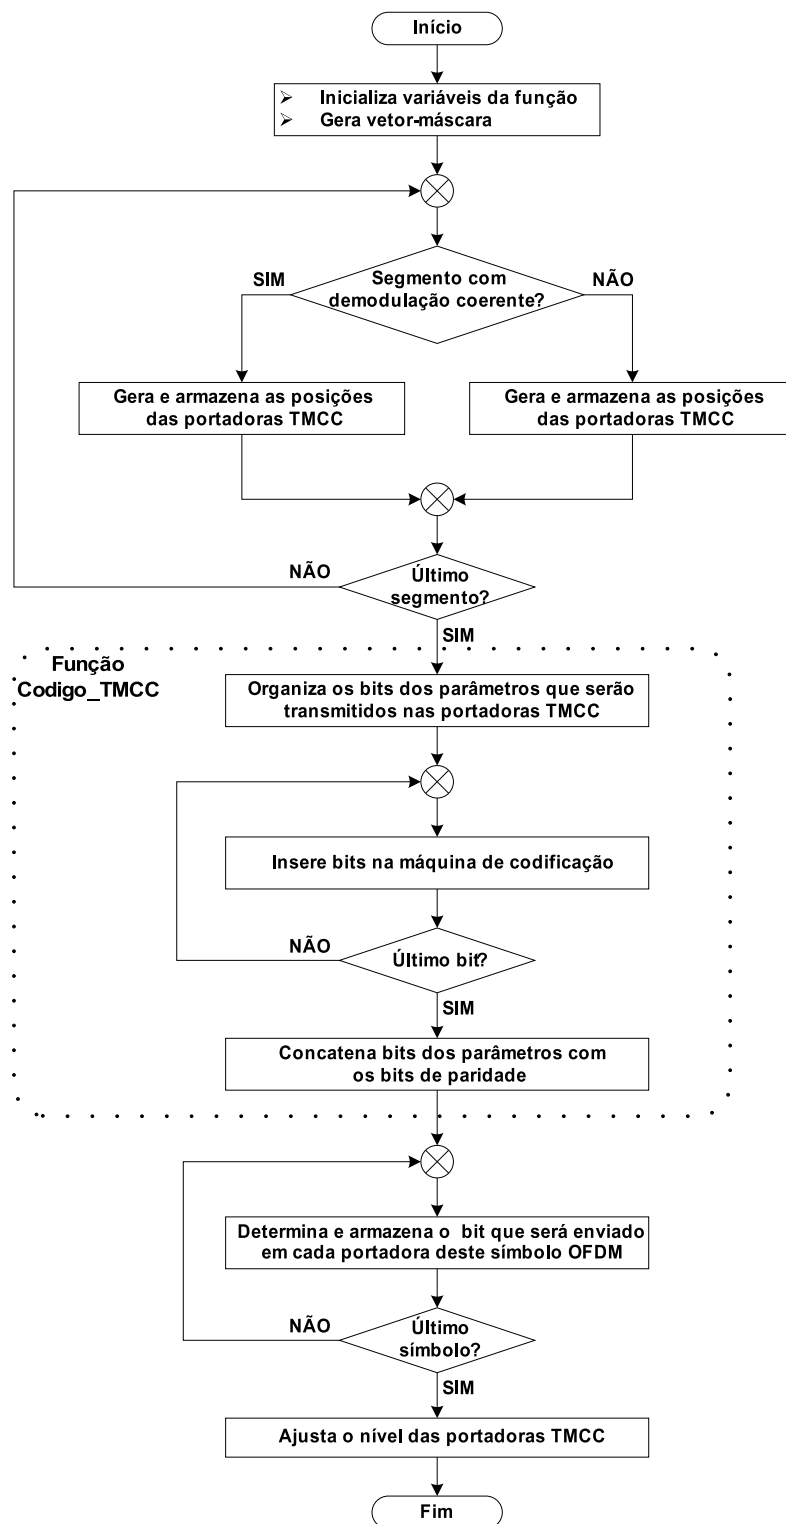 Início
➢ Inicializa variáveis da função
➢ Gera vetor-máscara
SIM
Segmento com
demodulação coerente?
NÃO
Gera e armazena as posições
das portadoras TMCC
Gera e armazena as posições
das portadoras TMCC
NÃO
Último
segmento?
SIM
Função
Codigo_TMCC
Organiza os bits dos parâmetros que serão
transmitidos nas portadoras TMCC
Insere bits na máquina de codificação
NÃO
Último bit?
SIM
Concatena bits dos parâmetros com
os bits de paridade
Determina e armazena o bit que será enviado
em cada portadora deste símbolo OFDM
NÃO
Último
símbolo?
SIM
Ajusta o nível das portadoras TMCC
Fim